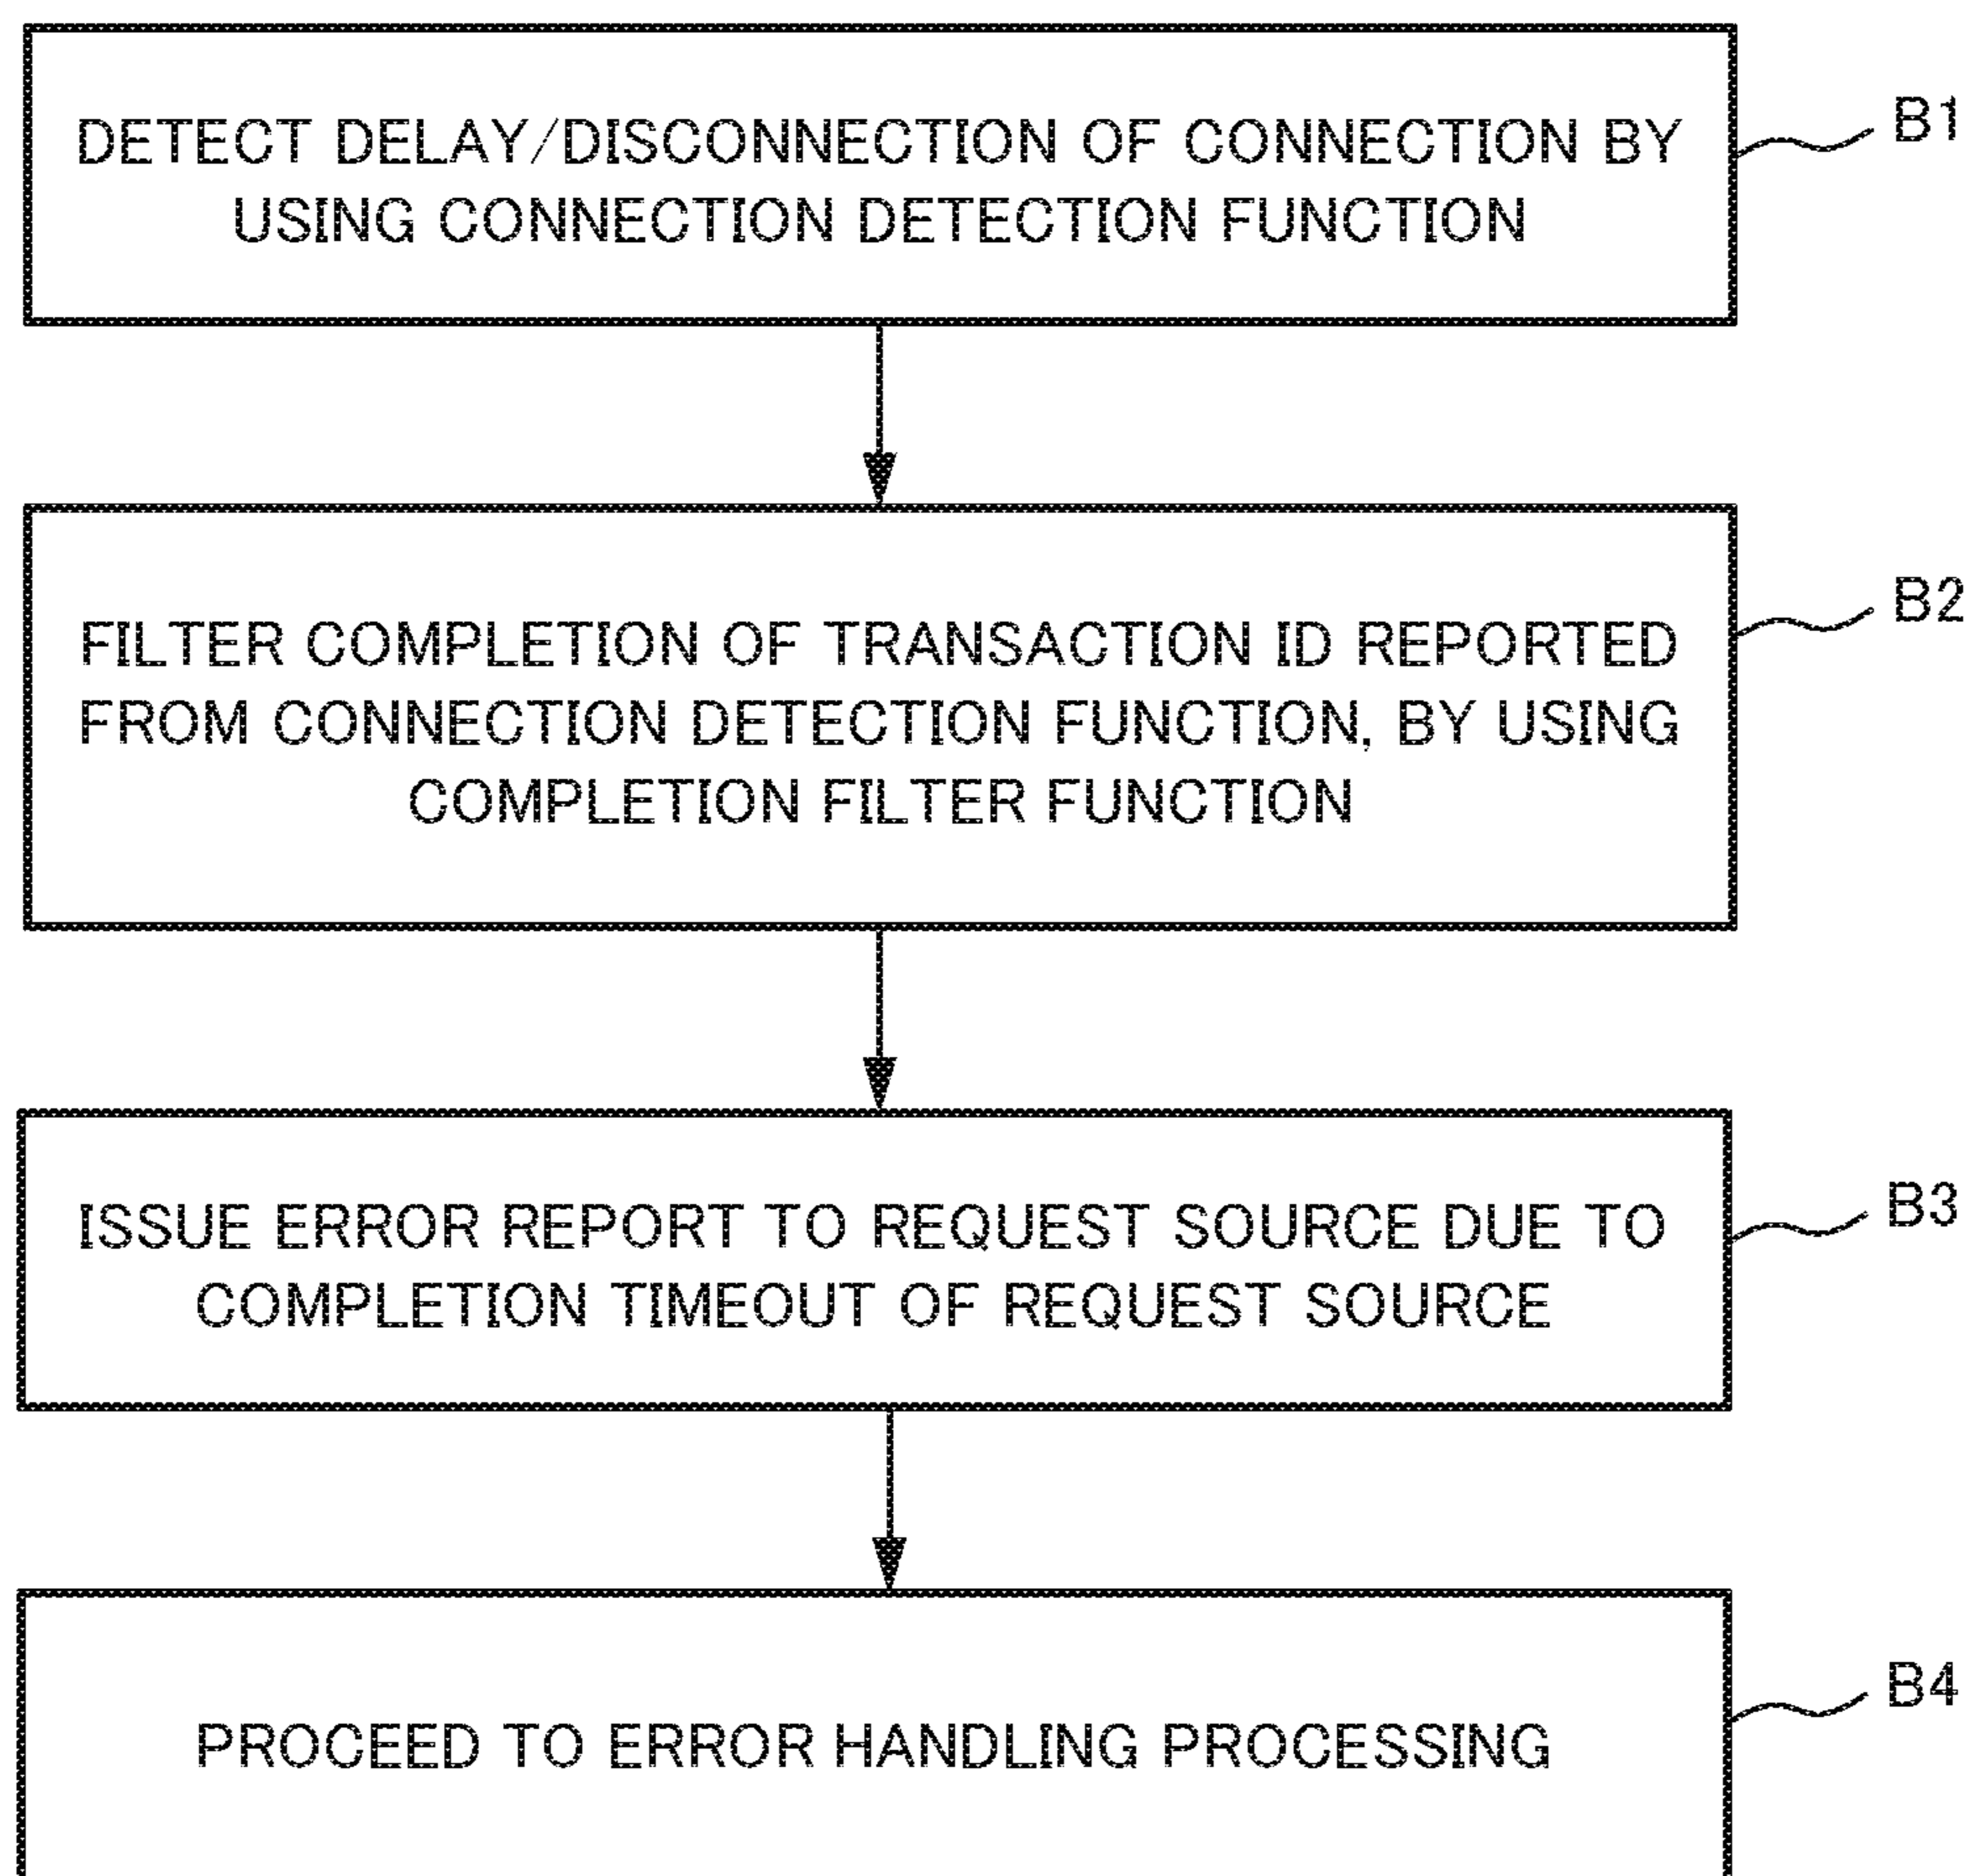 DETECT DELAY/DISCONNECTION OF CONNECTION BY
USING CONNECTION DETECTION FUNCTION
B1
FILTER COMPLETION OF TRANSACTION ID REPORTED
FROM CONNECTION DETECTION FUNCTION, BY USING
COMPLETION FILTER FUNCTION
B2
ISSUE ERROR REPORT TO REQUEST SOURCE DUE TO
COMPLETION TIMEOUT OF REQUEST SOURCE
B3
PROCEED TO ERROR HANDLING PROCESSING
B4